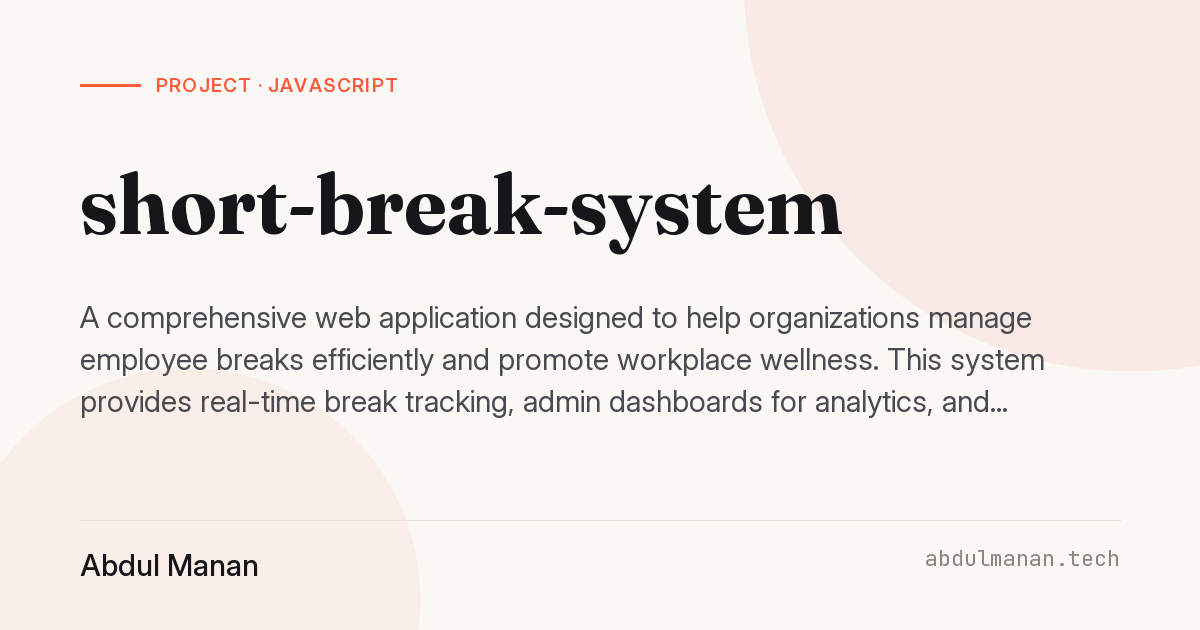 PROJECT · JAVASCRIPT
short-break-system
A comprehensive web application designed to help organizations manage
employee breaks efficiently and promote workplace wellness. This system
provides real-time break tracking, admin dashboards for analytics, and...
Abdul Manan
abdulmanan.tech